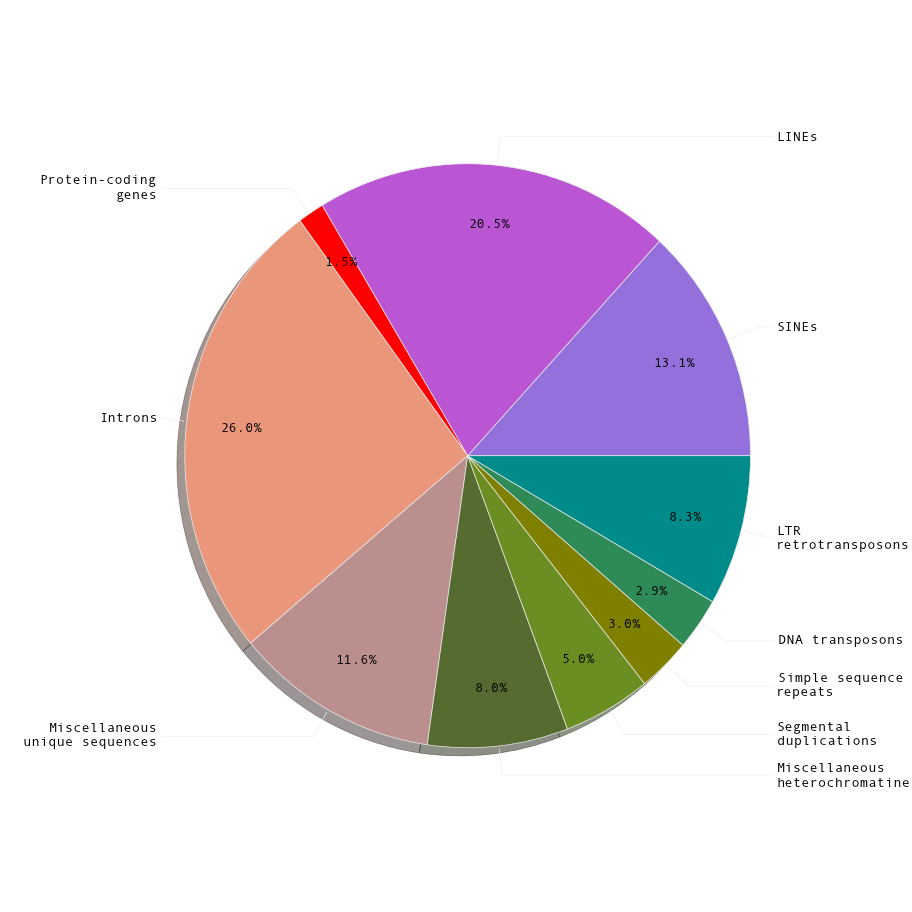 LINEs
Protein-coding
genes
20.5%
1.5%
SINEs
13.1%
Introns
26.0%
8.3%
LTR
retrotransposons
2.9%
3.0%
DNA transposons
11.6%
5.0%
8.0%
Simple sequence
repeats
Miscellaneous
unique sequences
Segmental
duplications
Miscellaneous
heterochromatine